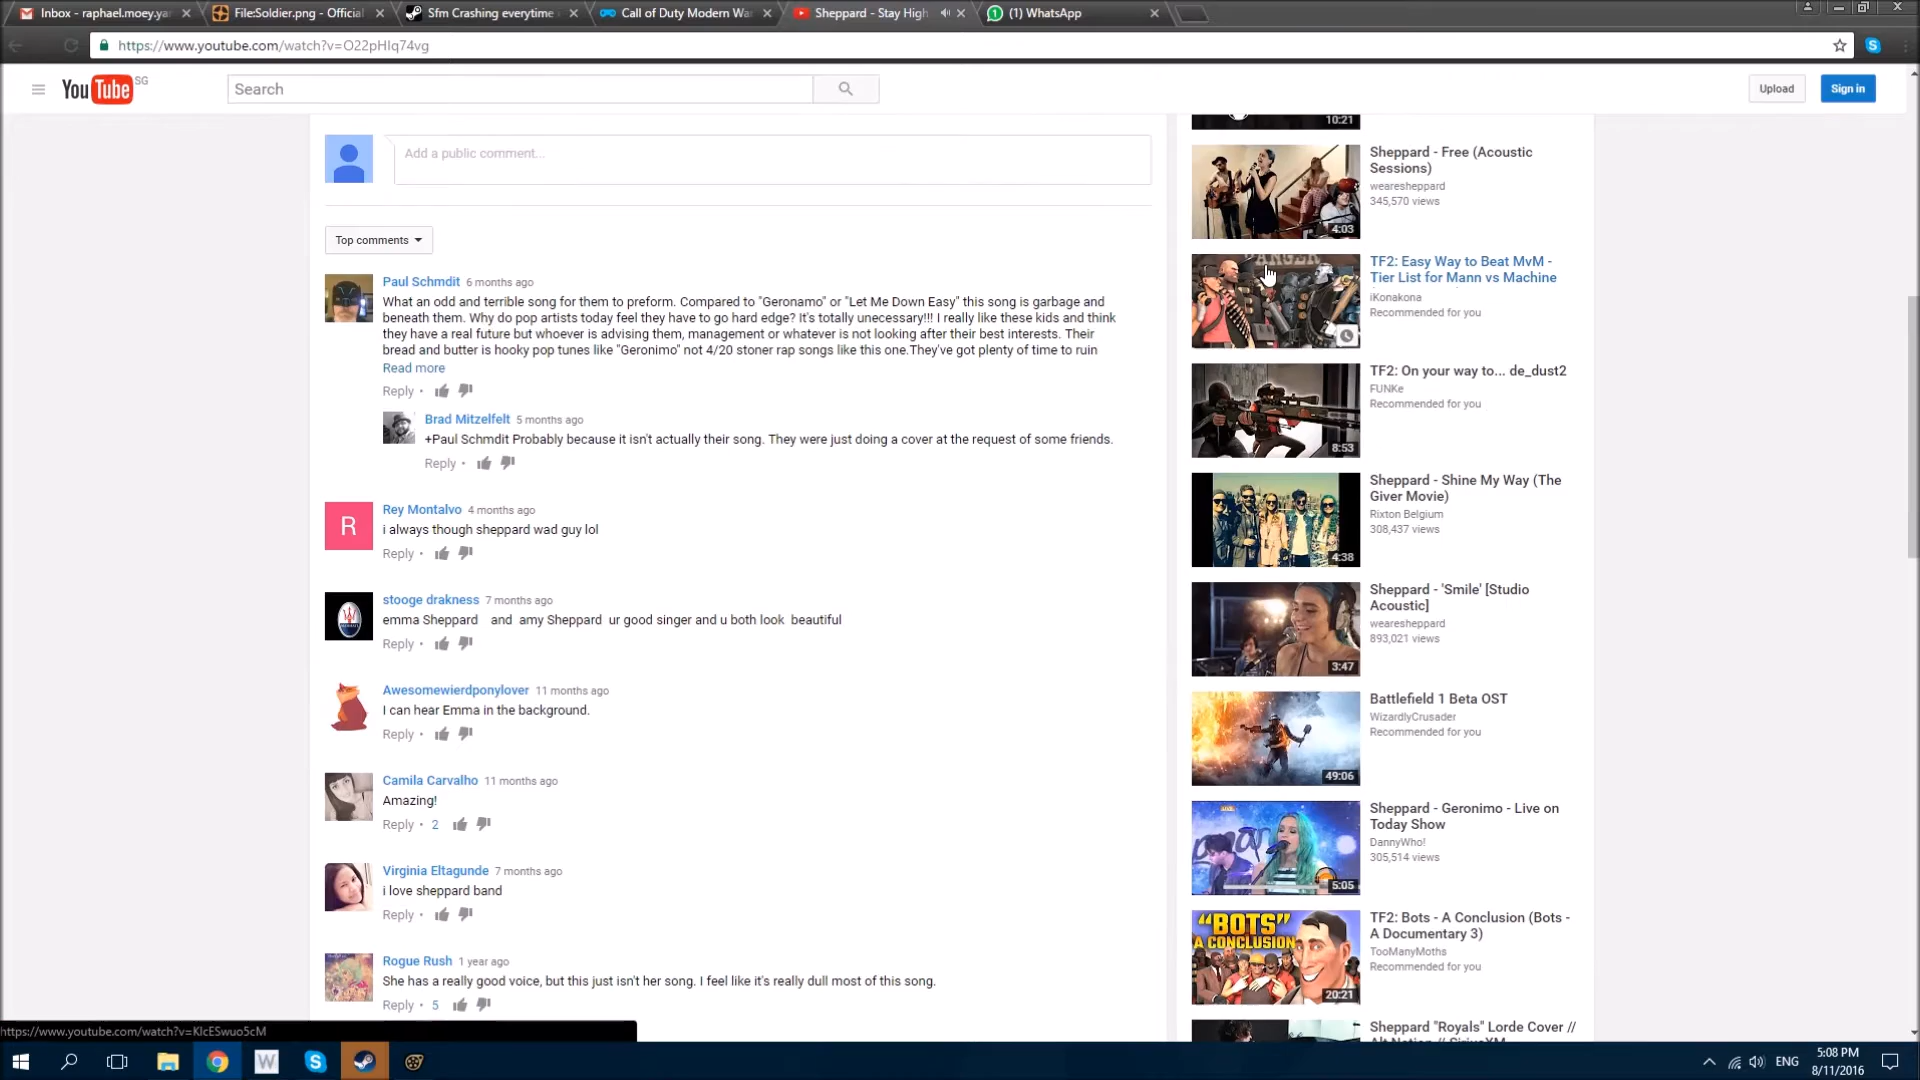 Inbox - raphael.moey.yar
File:Soldier.png - Official
Sfm Crashing everytime
Call of Duty Modern Wa
Sheppard - Stay High
(1) WhatsApp
https://www.youtube.com/watch?v=O22pHIq74vg
YouTube SG
Search
Upload
Sign in
Add a public comment...
Top comments
Paul Schmdit 6 months ago
What an odd and terrible song for them to preform. Compared to "Geronamo" or "Let Me Down Easy" this song is garbage and
beneath them. Why do pop artists today feel they have to go hard edge? It's totally unecessary!!! I really like these kids and think
they have a real future but whoever is advising them, management or whatever is not looking after their best interests. Their
bread and butter is hooky pop tunes like "Geronimo" not 4/20 stoner rap songs like this one.They've got plenty of time to ruin
Read more
Reply •
Brad Mitzelfelt 5 months ago
+Paul Schmdit Probably because it isn't actually their song. They were just doing a cover at the request of some friends.
Reply •
R
Rey Montalvo 4 months ago
i always though sheppard wad guy lol
Reply •
stooge drakness 7 months ago
emma Sheppard and amy Sheppard ur good singer and u both look beautiful
Reply •
Awesomewierdponylover 11 months ago
I can hear Emma in the background.
Reply •
Camila Carvalho 11 months ago
Amazing!
Reply • 2
Virginia Eltagunde 7 months ago
i love sheppard band
Reply •
Rogue Rush 1 year ago
She has a really good voice, but this just isn't her song. I feel like it's really dull most of this song.
Reply • 5
10:21
Sheppard - Free (Acoustic
Sessions)
wearesheppard
345,570 views
4:03
TF2: Easy Way to Beat MvM -
Tier List for Mann vs Machine
iKonakona
Recommended for you
TF2: On your way to... de_dust2
FUNKe
Recommended for you
8:53
Sheppard - Shine My Way (The
Giver Movie)
Rixton Belgium
308,437 views
4:38
Sheppard - 'Smile' [Studio
Acoustic]
wearesheppard
893,021 views
3:47
Battlefield 1 Beta OST
WizardlyCrusader
Recommended for you
49:06
Sheppard - Geronimo - Live on
Today Show
DannyWho!
305,514 views
5:05
"BOTS"
A CONCLUSION
TF2: Bots - A Conclusion (Bots -
A Documentary 3)
TooManyMoths
Recommended for you
20:21
Sheppard "Royals" Lorde Cover //
Alt Nation // SiriusXM
https://www.youtube.com/watch?v=KlcESwuo5cM
ENG
5:08 PM
8/11/2016